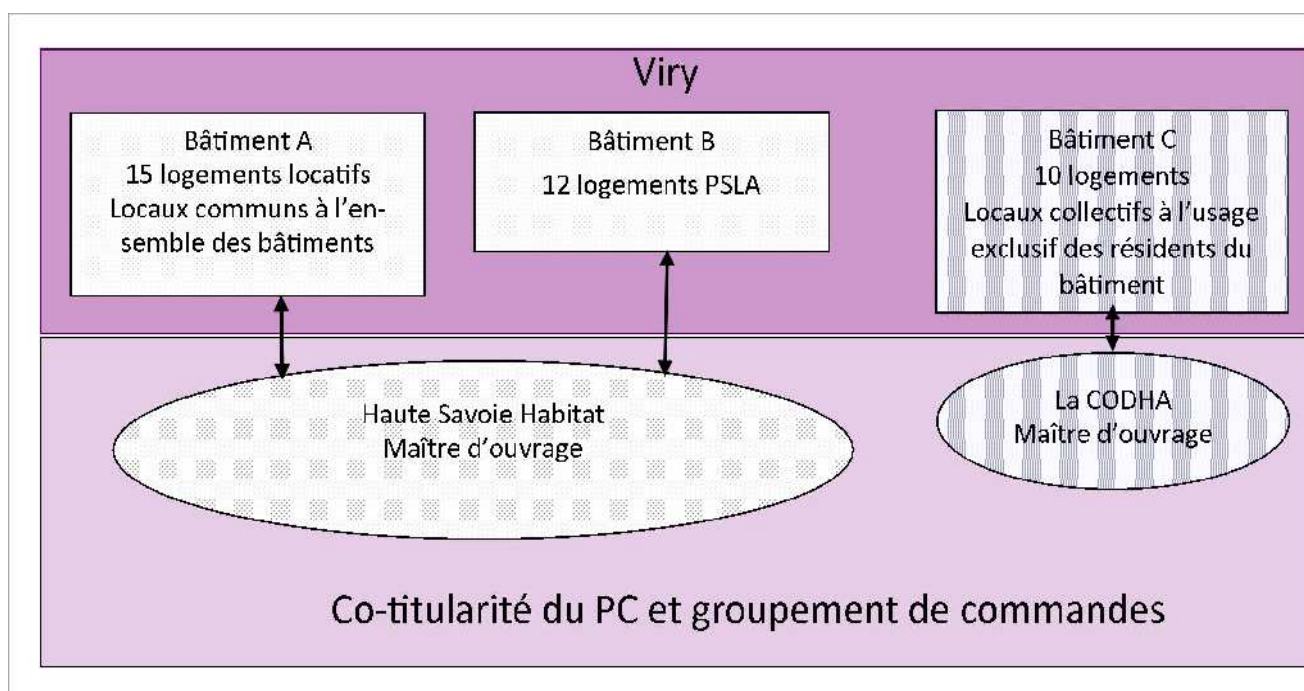 Viry
Bâtiment A
15 logements locatifs
Locaux communs à l'en-
semble des bâtiments
Bâtiment B
12 logements PSLA
Bâtiment C
10 logements
Locaux collectifs à l'usage
exclusif des résidents du
bâtiment
Haute Savoie Habitat
Maître d'ouvrage
La CODHA
Maître d'ouvrage
Co-titularité du PC et groupement de commandes